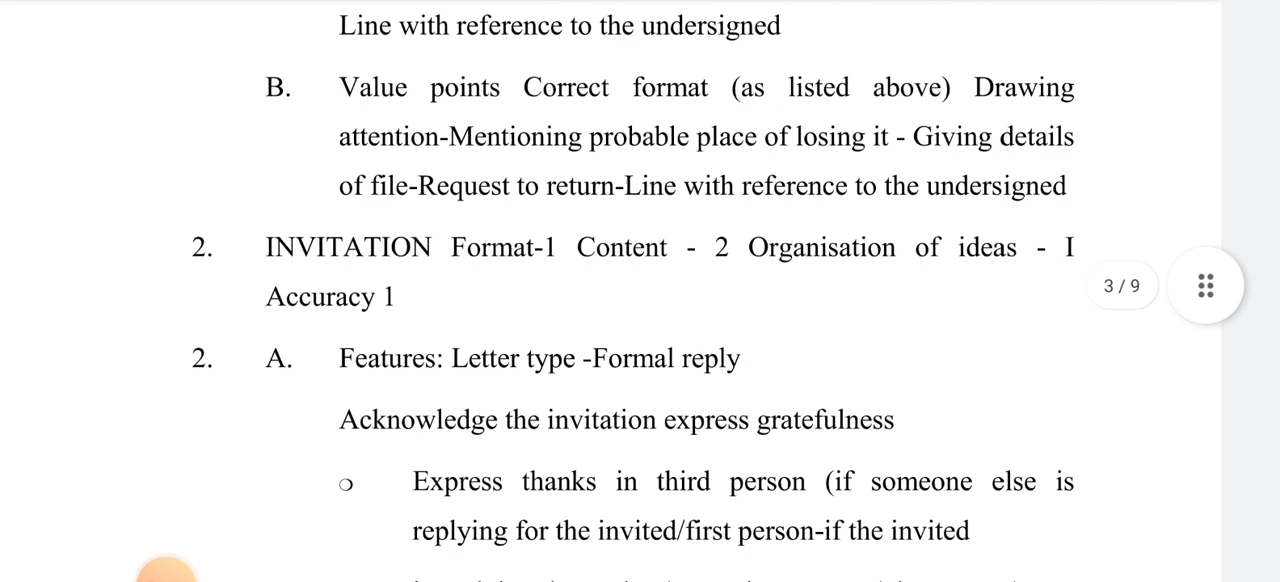 Line with reference to the undersigned
B. Value points Correct format (as listed above) Drawing
attention-Mentioning probable place of losing it - Giving details
of file-Request to return-Line with reference to the undersigned
2. INVITATION Format-1 Content - 2 Organisation of ideas - I
Accuracy 1
3 / 9
2. A. Features: Letter type -Formal reply
Acknowledge the invitation express gratefulness
❍ Express thanks in third person (if someone else is
replying for the invited/first person-if the invited